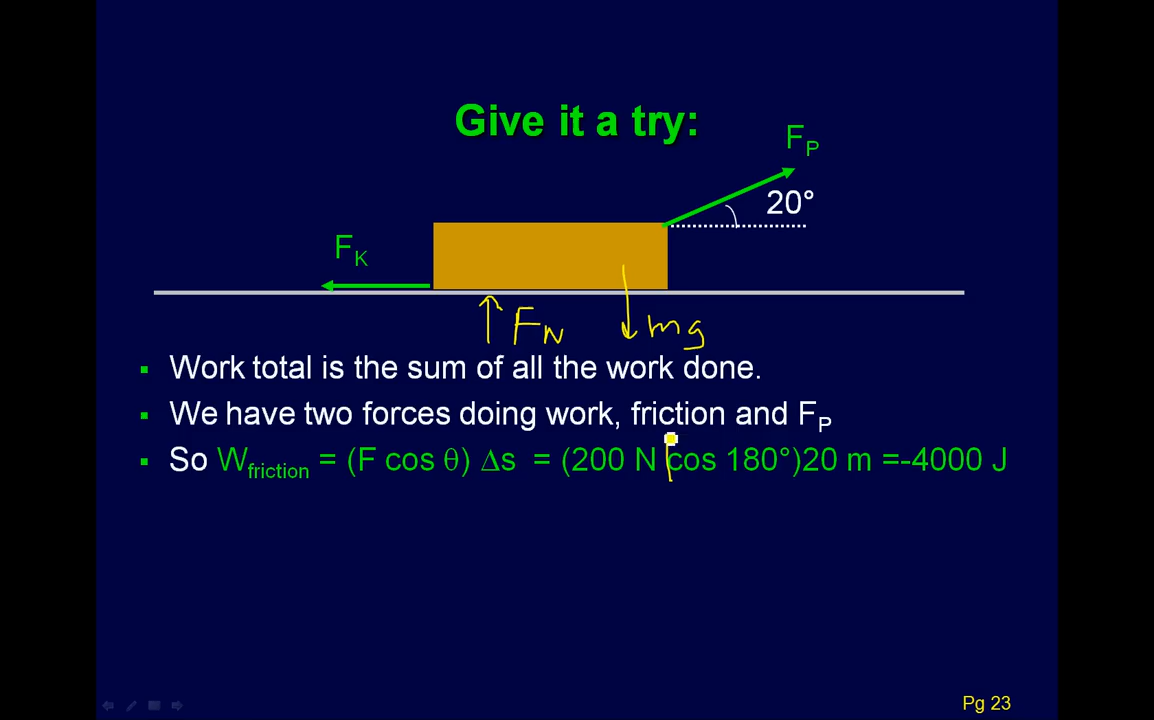 Give it a try:
F_P
20°
F_K
F_N
mg
▪ Work total is the sum of all the work done.
▪ We have two forces doing work, friction and F_P
▪ So W_friction = (F cos θ) Δs = (200 N cos 180°)20 m =-4000 J
Pg 23